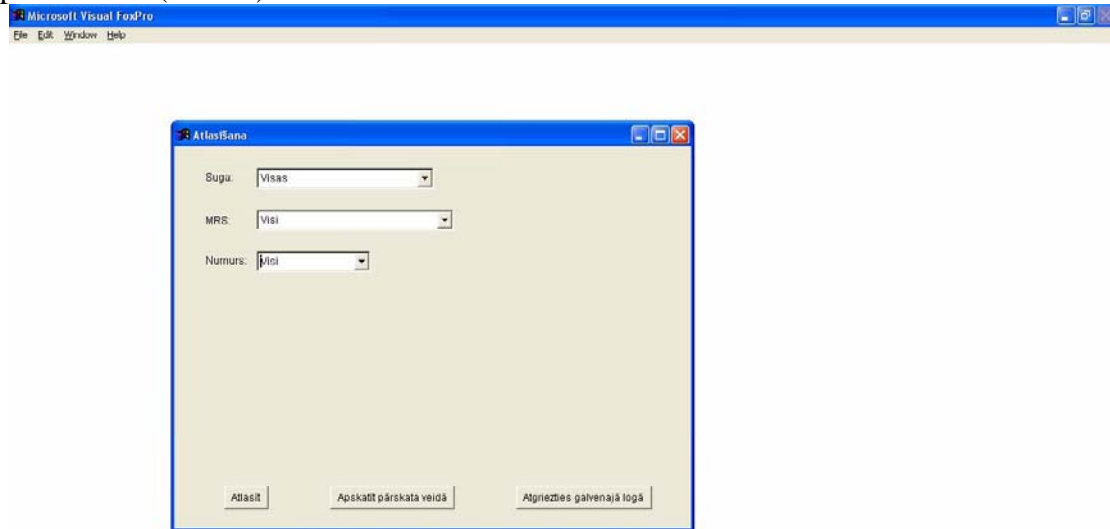 Microsoft Visual FoxPro
File Edit Window Help
Atlasīšana
Suga: Visas
MRS: Visi
Numurs: Visi
Atlasīt Apskatīt pārskata veidā Atgriezties galvenajā logā